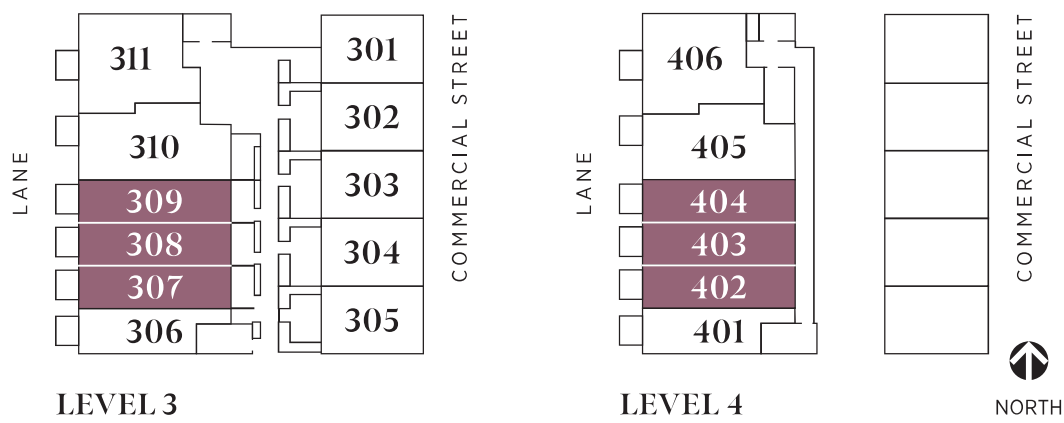 311
310
309
308
307
306
301
302
303
304
305
LANE
COMMERCIAL STREET
LEVEL 3
406
405
404
403
402
401
LANE
COMMERCIAL STREET
LEVEL 4
NORTH